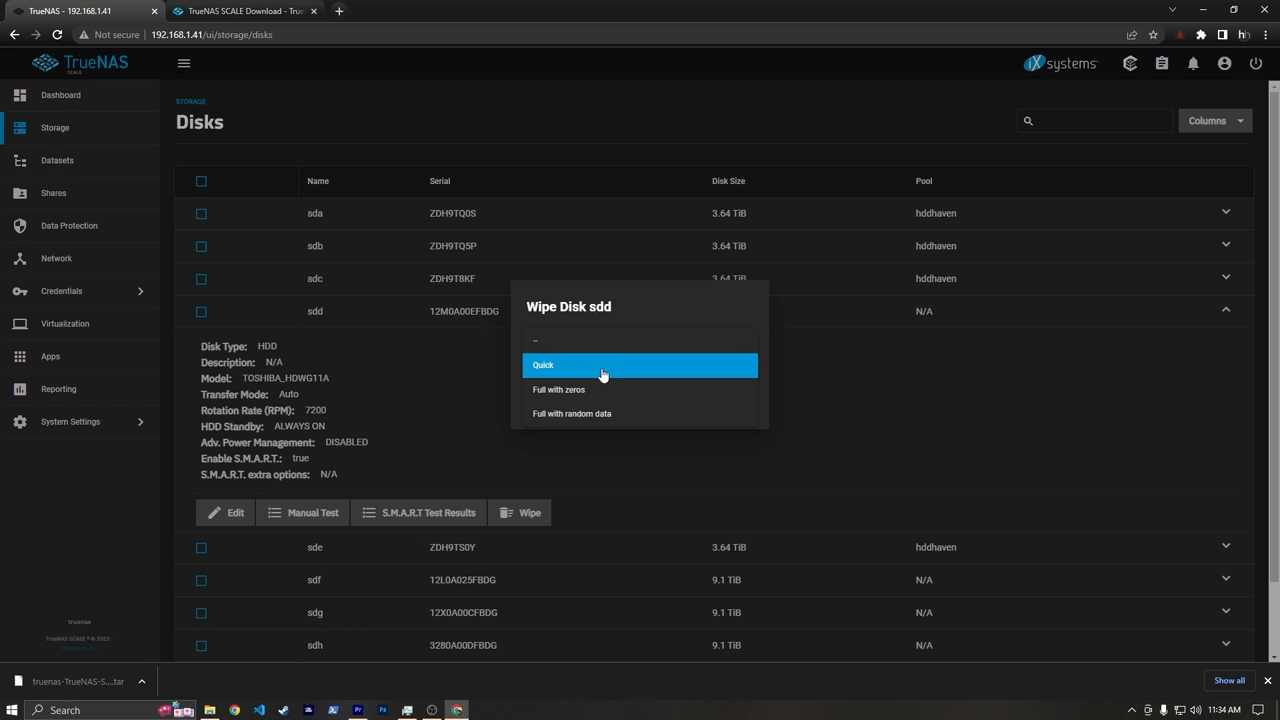 TrueNAS - 192.168.1.41
TrueNAS SCALE Download - Tru
Not secure
192.168.1.41/ui/storage/disks
TrueNAS
SCALE
iX systems
Dashboard
Storage
Datasets
Shares
Data Protection
Network
Credentials
Virtualization
Apps
Reporting
System Settings
truenas
TrueNAS SCALE ® © 2022
STORAGE
Disks
Columns
Name Serial Disk Size Pool
sda ZDH9TQ0S 3.64 TiB hddhaven
sdb ZDH9TQ5P 3.64 TiB hddhaven
sdc ZDH9T8KF 3.64 TiB hddhaven
sdd 12M0A00EFBDG N/A
Wipe Disk sdd
--
Quick
Full with zeros
Full with random data
Disk Type: HDD
Description: N/A
Model: TOSHIBA_HDWG11A
Transfer Mode: Auto
Rotation Rate (RPM): 7200
HDD Standby: ALWAYS ON
Adv. Power Management: DISABLED
Enable S.M.A.R.T.: true
S.M.A.R.T. extra options: N/A
Edit
Manual Test
S.M.A.R.T Test Results
Wipe
sde ZDH9TS0Y 3.64 TiB hddhaven
sdf 12L0A025FBDG 9.1 TiB N/A
sdg 12X0A00CFBDG 9.1 TiB N/A
sdh 3280A00DFBDG 9.1 TiB N/A
truenas-TrueNAS-S....tar
Show all
Search
11:34 AM